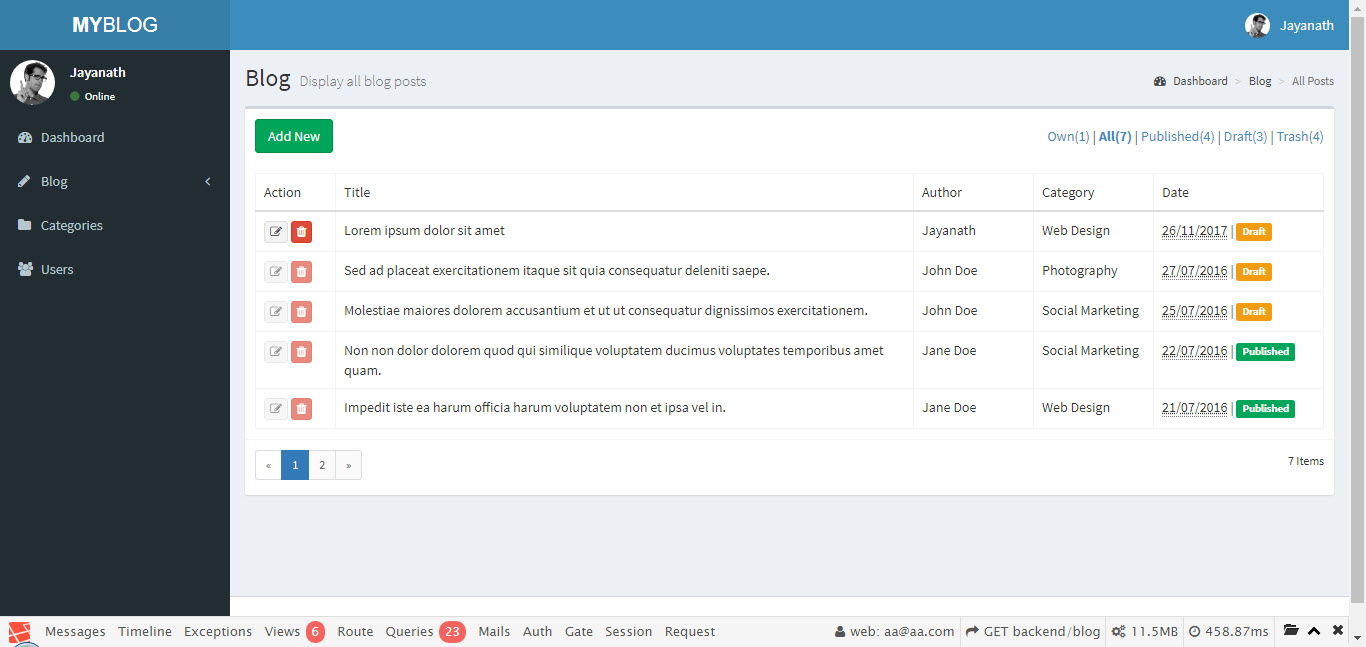 MYBLOG
Jayanath
Jayanath
Online
Dashboard
Blog
Categories
Users
Blog Display all blog posts
Dashboard > Blog > All Posts
Add New
Own(1) | All(7) | Published(4) | Draft(3) | Trash(4)
Action Title Author Category Date
Lorem ipsum dolor sit amet Jayanath Web Design 26/11/2017 | Draft
Sed ad placeat exercitationem itaque sit quia consequatur deleniti saepe. John Doe Photography 27/07/2016 | Draft
Molestiae maiores dolorem accusantium et ut ut consequatur dignissimos exercitationem. John Doe Social Marketing 25/07/2016 | Draft
Non non dolor dolorem quod qui similique voluptatem ducimus voluptates temporibus amet
quam. Jane Doe Social Marketing 22/07/2016 | Published
Impedit iste ea harum officia harum voluptatem non et ipsa vel in. Jane Doe Web Design 21/07/2016 | Published
« 1 2 »
7 Items
Messages Timeline Exceptions Views 6 Route Queries 23 Mails Auth Gate Session Request web: aa@aa.com GET backend/blog 11.5MB 458.87ms